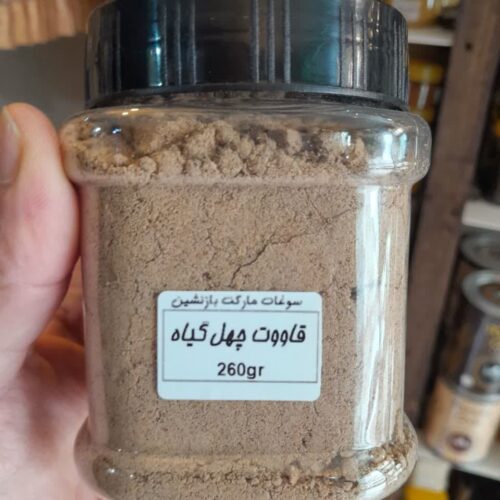 سوغات مارکت بازنشین
قاووت چهل گیاه
260gr